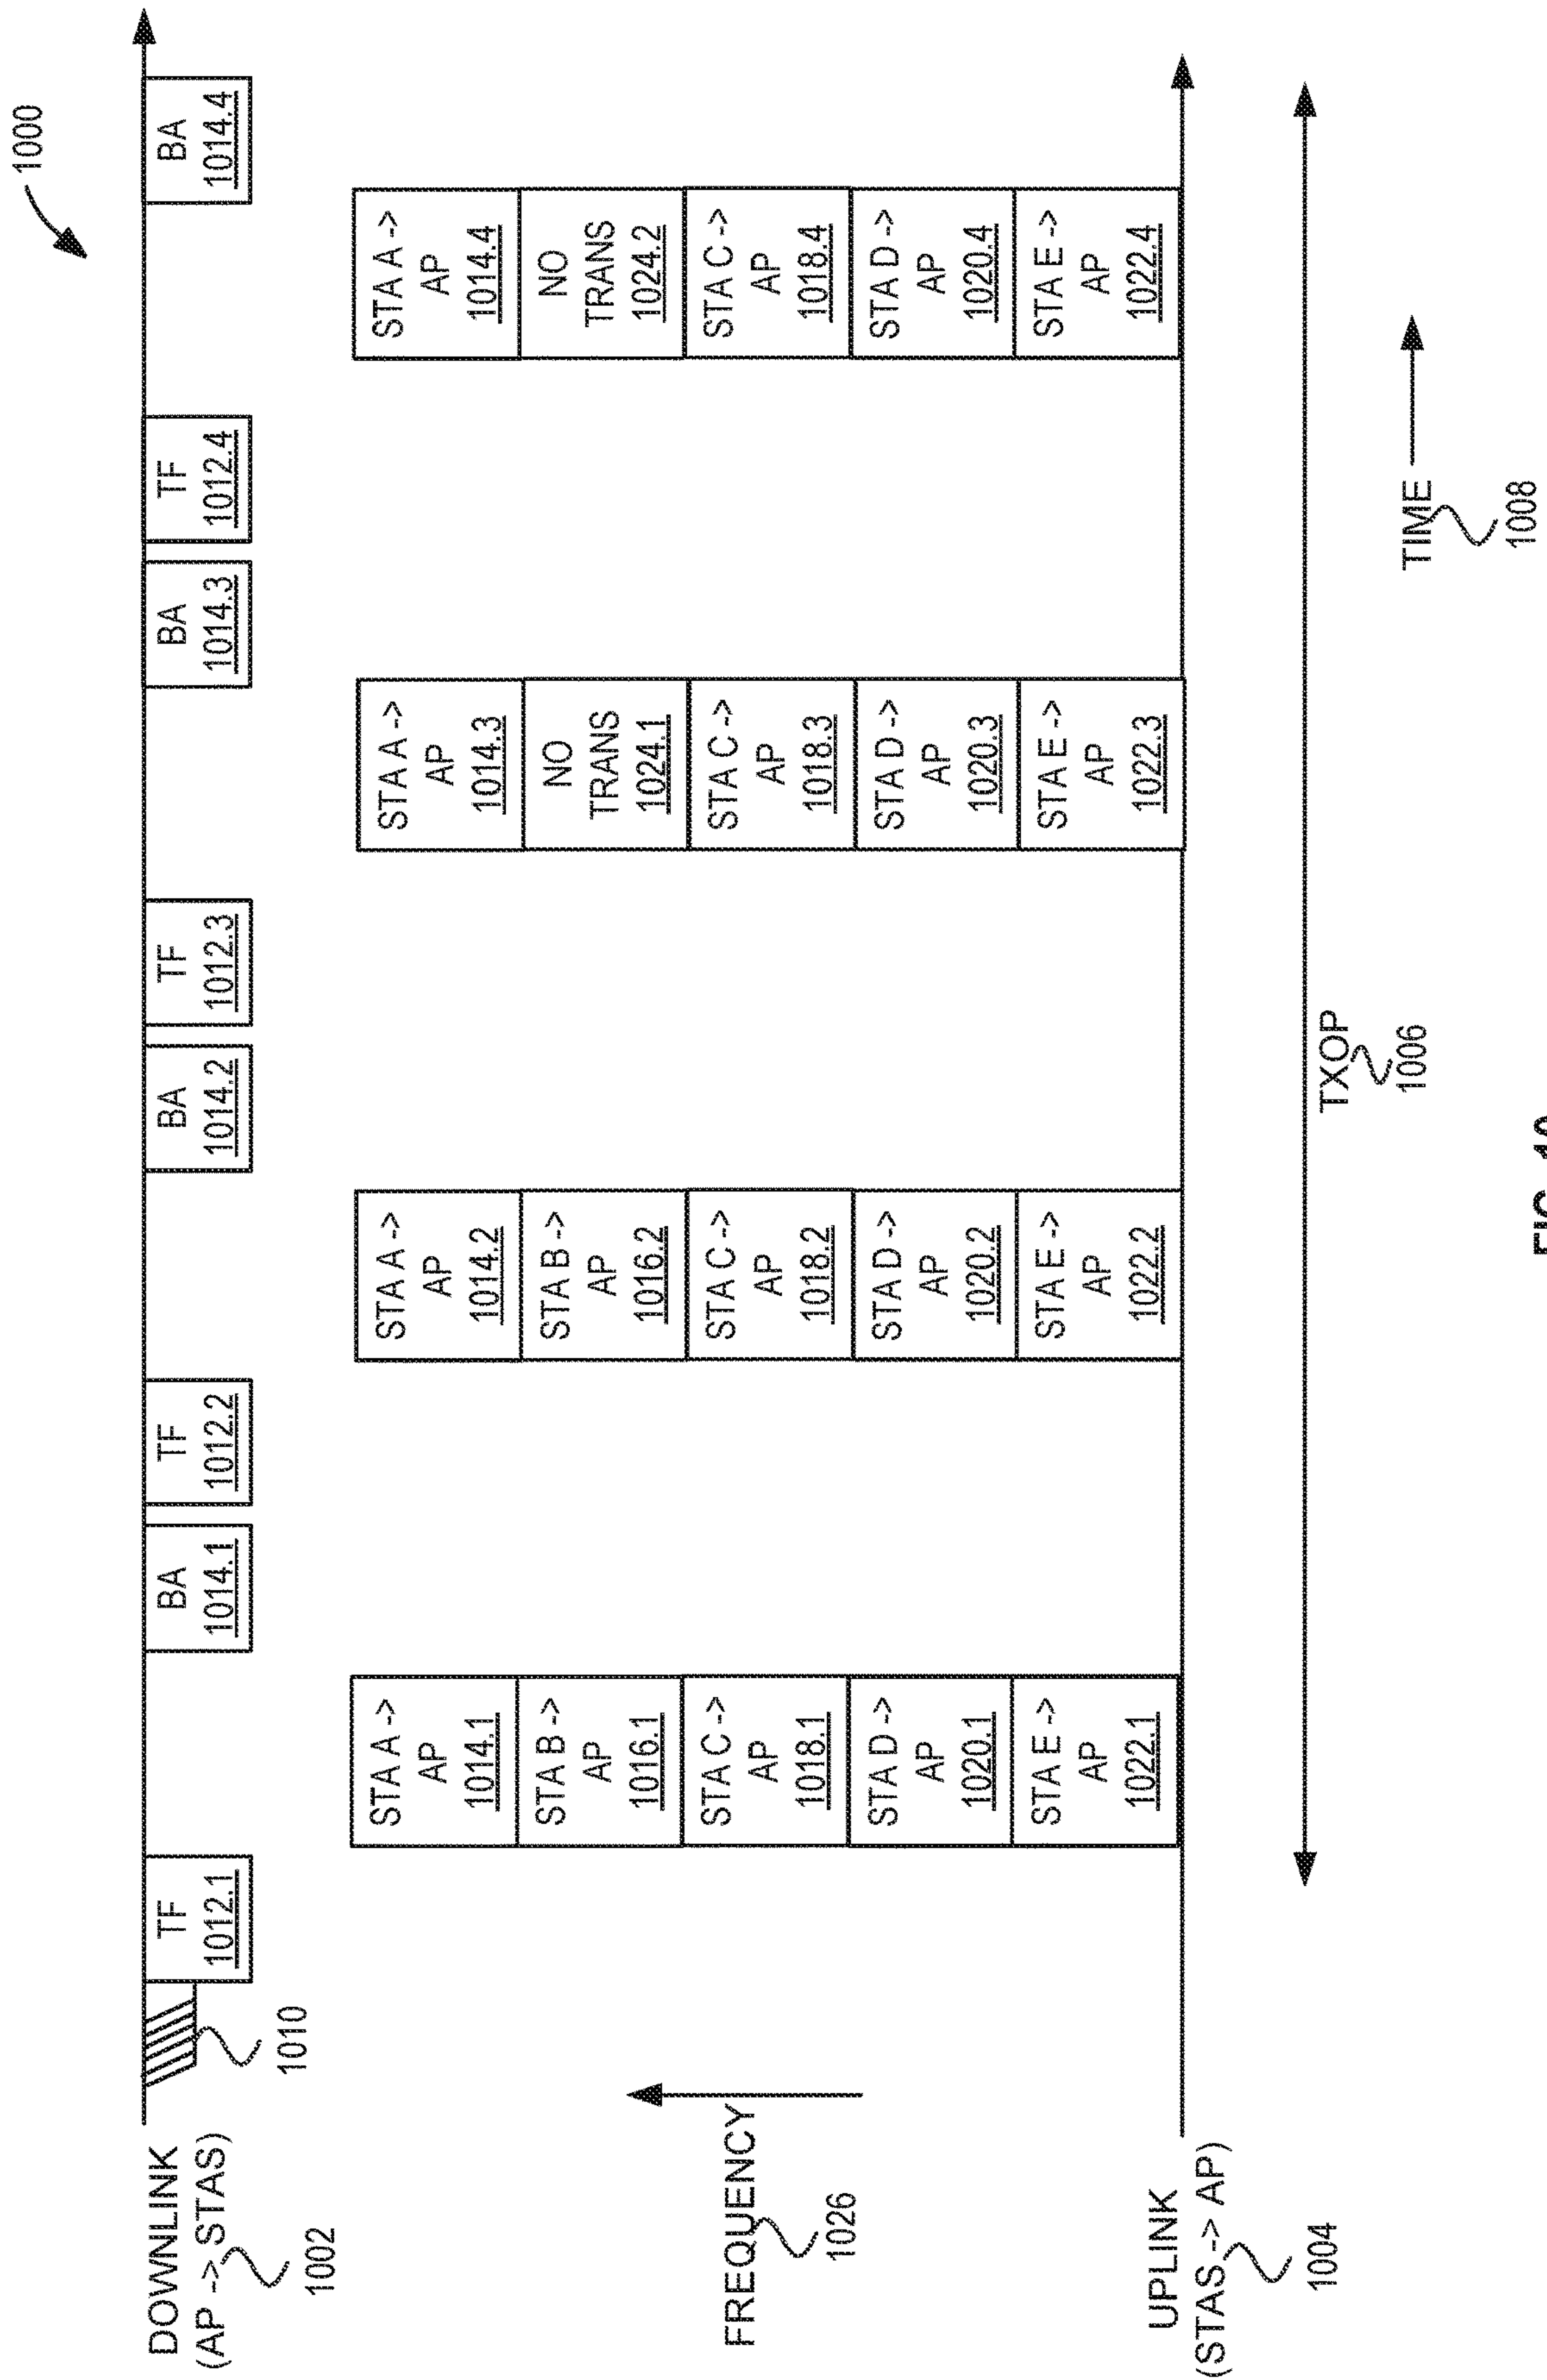 1000
DOWNLINK
(AP -> STAS)
1002
1010
TF
1012.1
BA
1014.1
TF
1012.2
BA
1014.2
TF
1012.3
BA
1014.3
TF
1012.4
BA
1014.4
FREQUENCY
1026
STA A ->
AP
1014.1
STA B ->
AP
1016.1
STA C ->
AP
1018.1
STA D ->
AP
1020.1
STA E ->
AP
1022.1
STA A ->
AP
1014.2
STA B ->
AP
1016.2
STA C ->
AP
1018.2
STA D ->
AP
1020.2
STA E ->
AP
1022.2
STA A ->
AP
1014.3
NO
TRANS
1024.1
STA C ->
AP
1018.3
STA D ->
AP
1020.3
STA E ->
AP
1022.3
STA A ->
AP
1014.4
NO
TRANS
1024.2
STA C ->
AP
1018.4
STA D ->
AP
1020.4
STA E ->
AP
1022.4
UPLINK
(STAS -> AP)
1004
TXOP
1006
TIME
1008